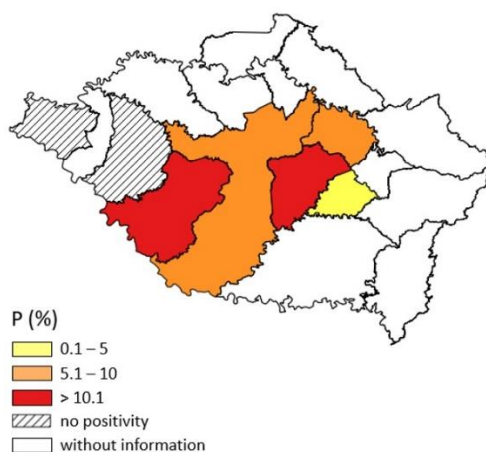 P (%)
0.1 – 5
5.1 – 10
> 10.1
no positivity
without information